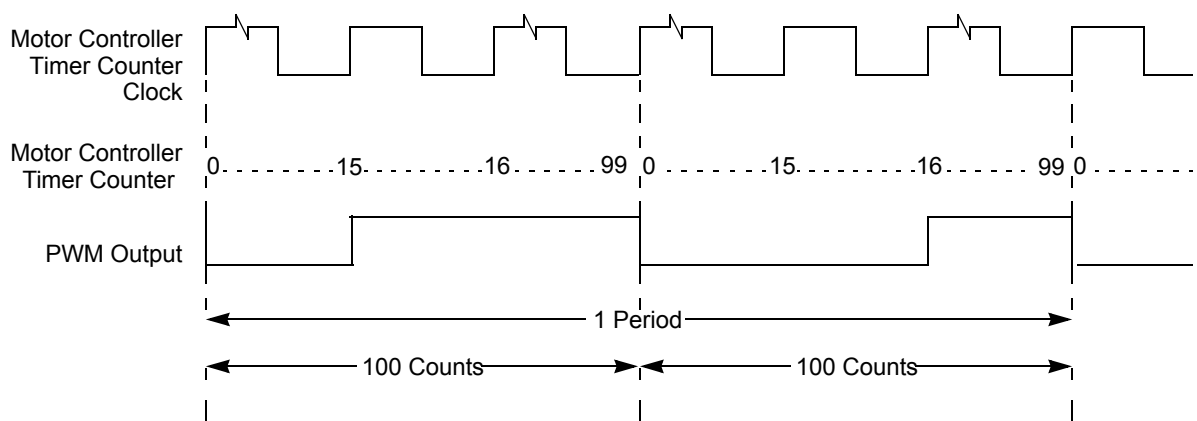 Motor Controller
Timer Counter
Clock
Motor Controller
Timer Counter
0 15 16 99 0 15 16 99 0
PWM Output
1 Period
100 Counts 100 Counts